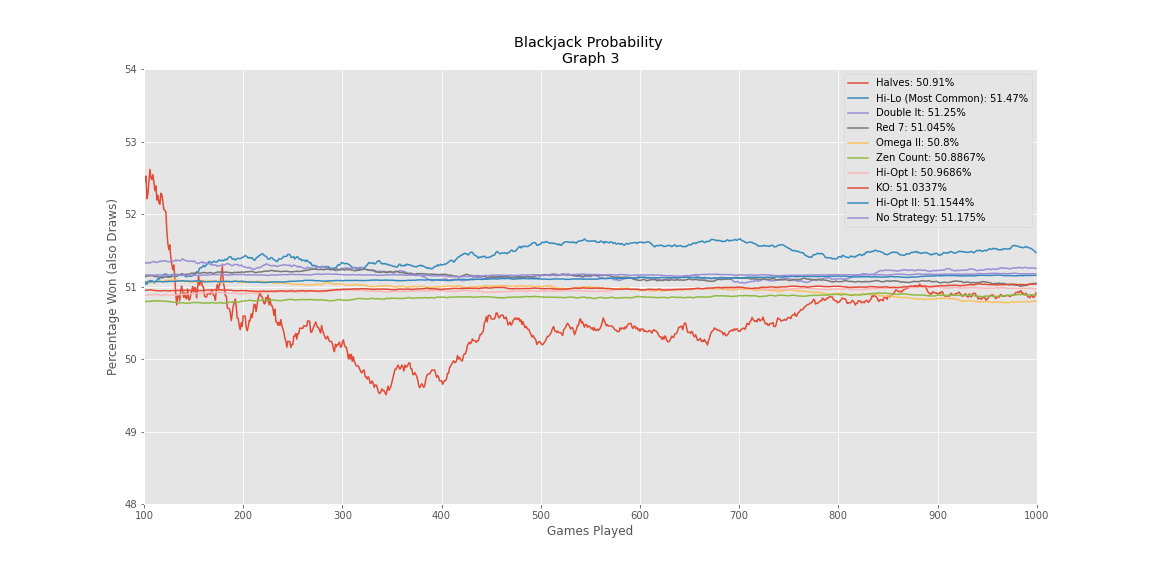 Blackjack Probability
Graph 3
54
53
52
51
50
49
48
Percentage Won (also Draws)
Halves: 50.91%
Hi-Lo (Most Common): 51.47%
Double It: 51.25%
Red 7: 51.045%
Omega II: 50.8%
Zen Count: 50.8867%
Hi-Opt I: 50.9686%
KO: 51.0337%
Hi-Opt II: 51.1544%
No Strategy: 51.175%
100 200 300 400 500 600 700 800 900 1000
Games Played